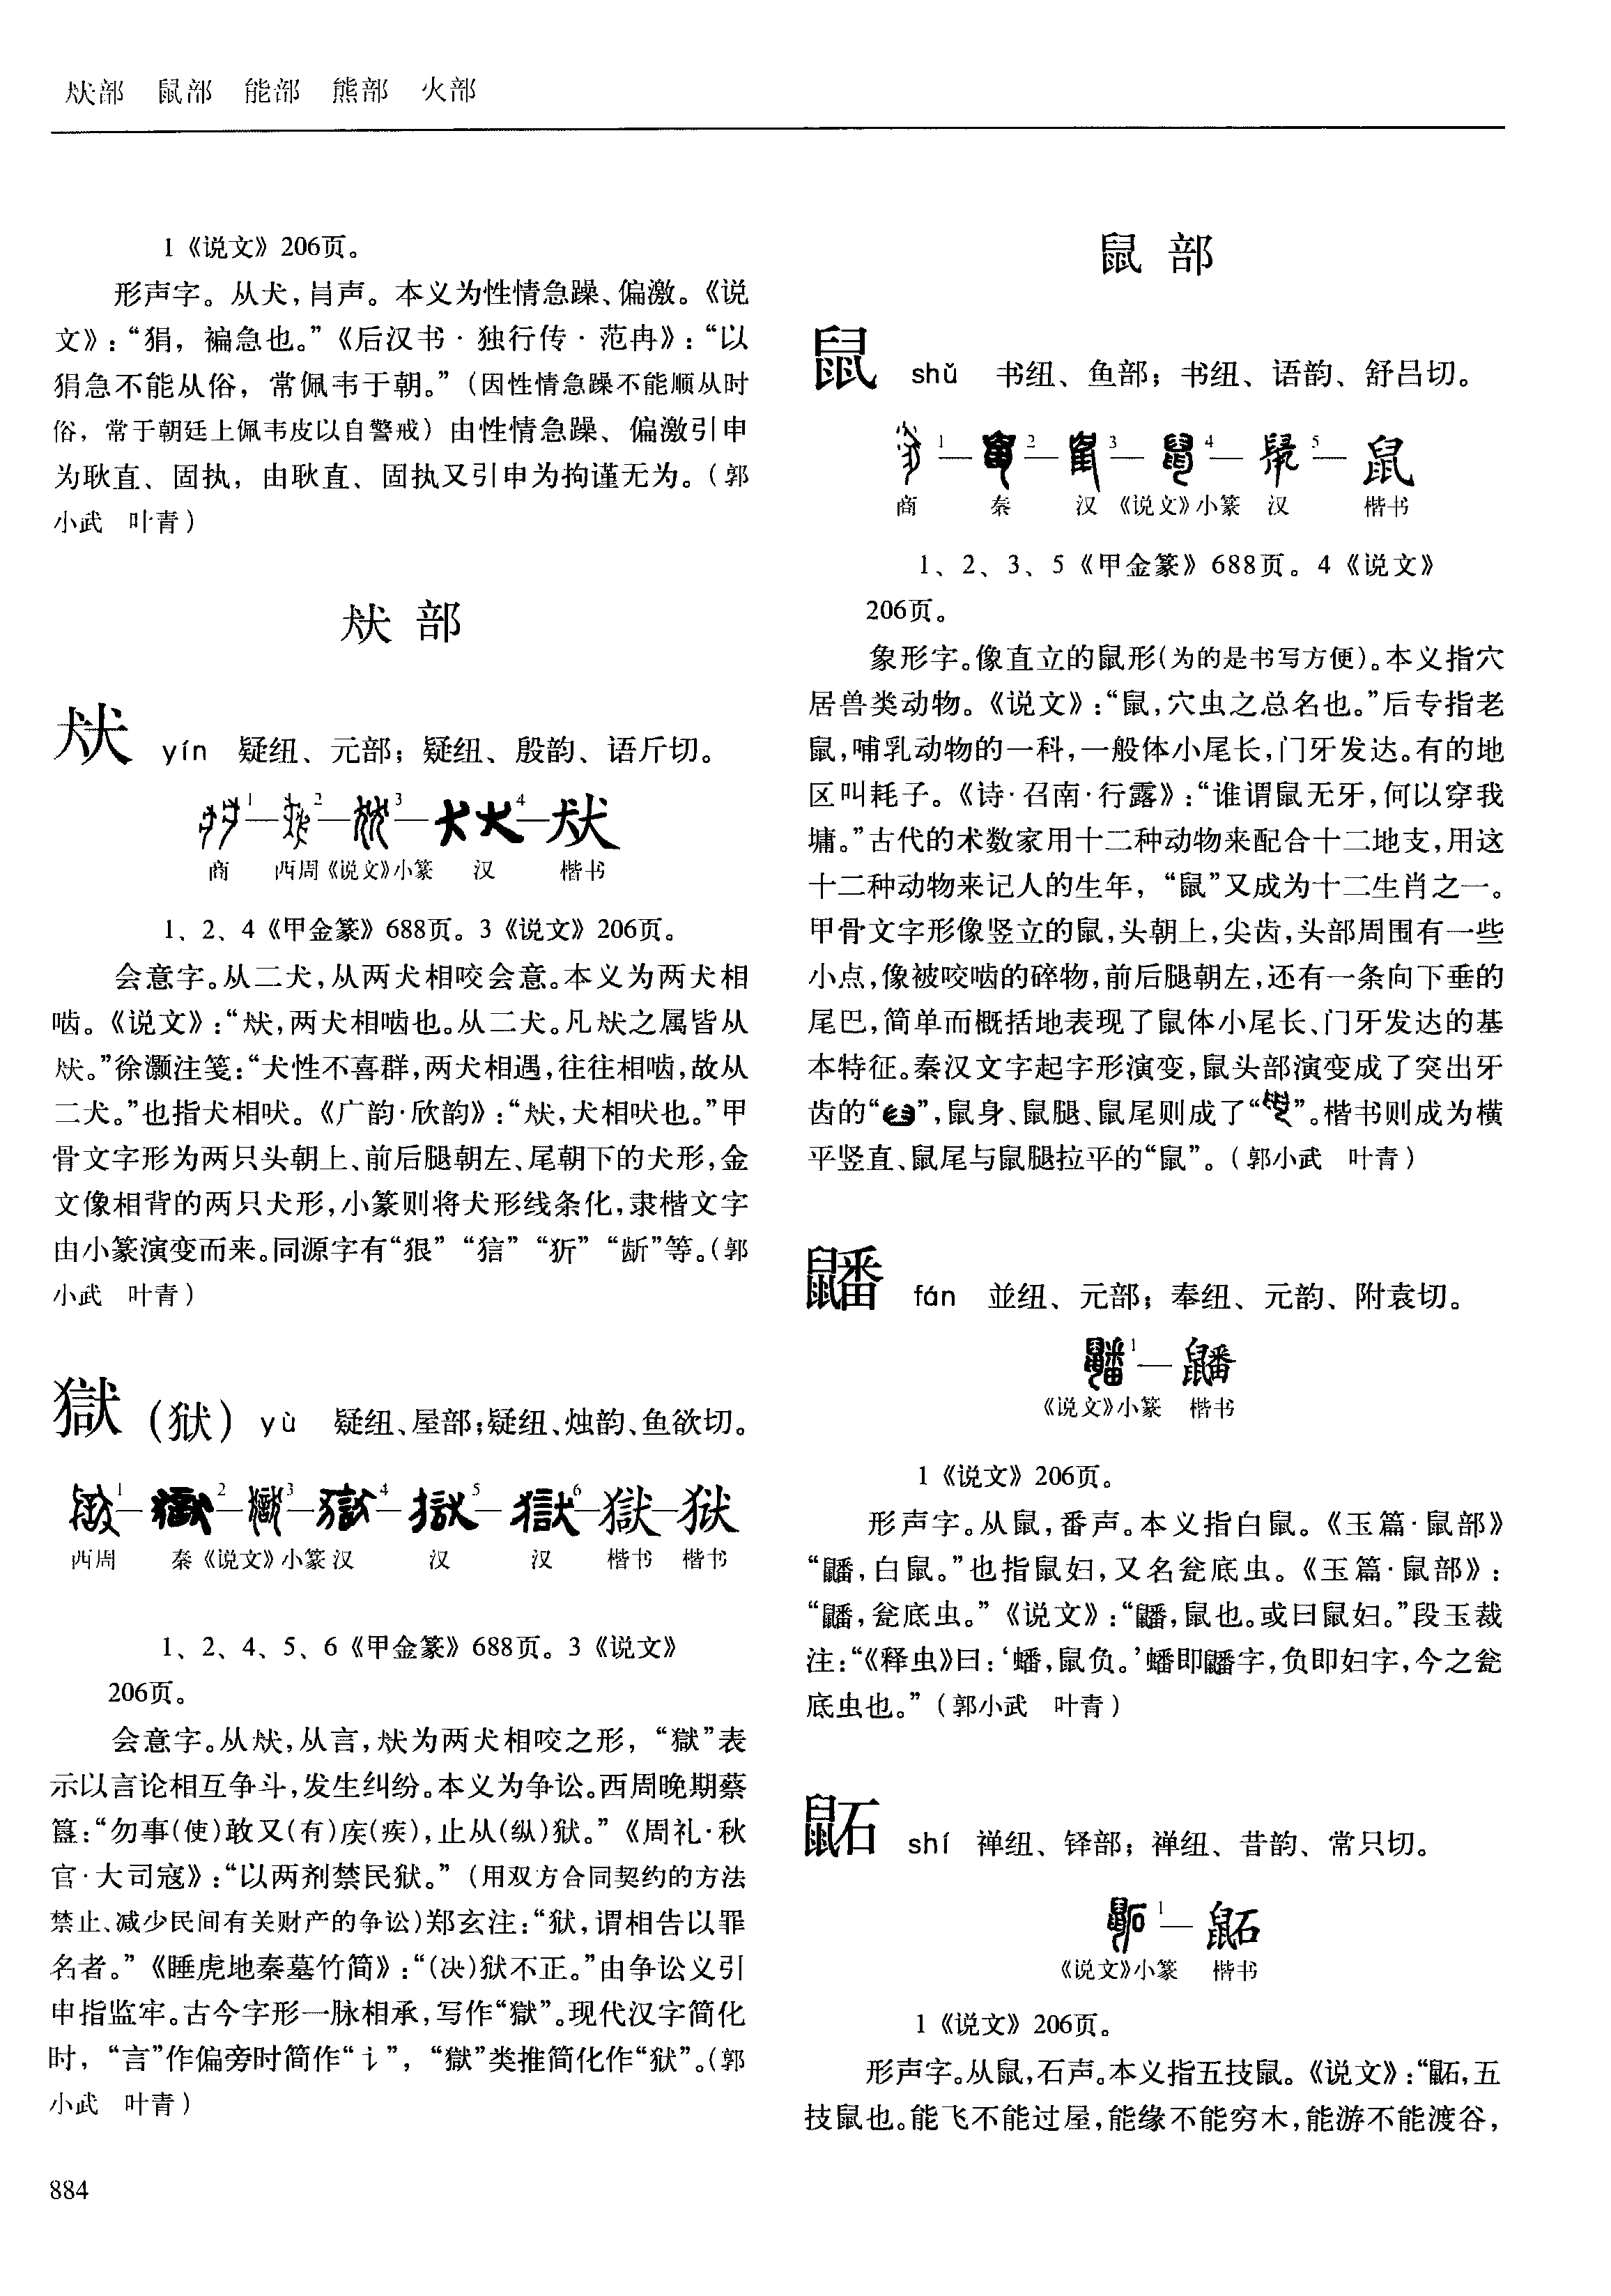 㹜部　鼠部　能部　熊部　火部
1《说文》206页。
形声字。从犬，肙声。本义为性情急躁、偏激。《说
文》：“狷，褊急也。”《后汉书·独行传·范冉》：“以
狷急不能从俗，常佩韦于朝。”（因性情急躁不能顺从时
俗，常于朝廷上佩韦皮以自警戒）由性情急躁、偏激引申
为耿直、固执，由耿直、固执又引申为拘谨无为。（郭
小武　叶青）
㹜部
㹜　yín　疑纽、元部；疑纽、殷韵、语斤切。
1—2—3—4—㹜
商　西周《说文》小篆　汉　楷书
1、2、4《甲金篆》688页。3《说文》206页。
会意字。从二犬，从两犬相咬会意。本义为两犬相
啮。《说文》：“㹜，两犬相啮也。从二犬。凡㹜之属皆从
㹜。”徐灏注笺：“犬性不喜群，两犬相遇，往往相啮，故从
二犬。”也指犬相吠。《广韵·欣韵》：“㹜，犬相吠也。”甲
骨文字形为两只头朝上、前后腿朝左、尾朝下的犬形，金
文像相背的两只犬形，小篆则将犬形线条化，隶楷文字
由小篆演变而来。同源字有“狠”“狺”“狾”“龂”等。（郭
小武　叶青）
獄（狱）yù　疑纽、屋部；疑纽、烛韵、鱼欲切。
1—2—3—4—5—6—獄—狱
西周　秦《说文》小篆 汉　汉　汉　楷书　楷书
1、2、4、5、6《甲金篆》688页。3《说文》
206页。
会意字。从㹜，从言，㹜为两犬相咬之形，“獄”表
示以言论相互争斗，发生纠纷。本义为争讼。西周晚期蔡
簋：“勿事（使）敢又（有）疾（疾），止从（纵）狱。”《周礼·秋
官·大司寇》：“以两剂禁民狱。”（用双方合同契约的方法
禁止、减少民间有关财产的争讼）郑玄注：“狱，谓相告以罪
名者。”《睡虎地秦墓竹简》：“（决）狱不正。”由争讼义引
申指监牢。古今字形一脉相承，写作“獄”。现代汉字简化
时，“言”作偏旁时简作“讠”，“獄”类推简化作“狱”。（郭
小武　叶青）
鼠部
鼠　shǔ　书纽、鱼部；书纽、语韵、舒吕切。
1—2—3—4—5—鼠
商　秦　汉《说文》小篆　汉　楷书
1、2、3、5《甲金篆》688页。4《说文》
206页。
象形字。像直立的鼠形（为的是书写方便）。本义指穴
居兽类动物。《说文》：“鼠，穴虫之总名也。”后专指老
鼠，哺乳动物的一科，一般体小尾长，门牙发达。有的地
区叫耗子。《诗·召南·行露》：“谁谓鼠无牙，何以穿我
墉。”古代的术数家用十二种动物来配合十二地支，用这
十二种动物来记人的生年，“鼠”又成为十二生肖之一。
甲骨文字形像竖立的鼠，头朝上，尖齿，头部周围有一些
小点，像被咬啮的碎物，前后腿朝左，还有一条向下垂的
尾巴，简单而概括地表现了鼠体小尾长、门牙发达的基
本特征。秦汉文字起字形演变，鼠头部演变成了突出牙
齿的“”，鼠身、鼠腿、鼠尾则成了“”。楷书则成为横
平竖直、鼠尾与鼠腿拉平的“鼠”。（郭小武　叶青）
鼶　fán　並纽、元部；奉纽、元韵、附袁切。
1—
《说文》小篆　楷书
1《说文》206页。
形声字。从鼠，番声。本义指白鼠。《玉篇·鼠部》
“鼶，白鼠。”也指鼠妇，又名瓮底虫。《玉篇·鼠部》：
“鼶，瓮底虫。”《说文》：“鼶，鼠也。或曰鼠妇。”段玉裁
注：“《释虫》曰：‘蟠，鼠负。’蟠即鼶字，负即妇字，今之瓮
底虫也。”（郭小武　叶青）
鼫　shí　禅纽、铎部；禅纽、昔韵、常只切。
1—鼫
《说文》小篆　楷书
1《说文》206页。
形声字。从鼠，石声。本义指五技鼠。《说文》：“鼫，五
技鼠也。能飞不能过屋，能缘不能穷木，能游不能渡谷，
884